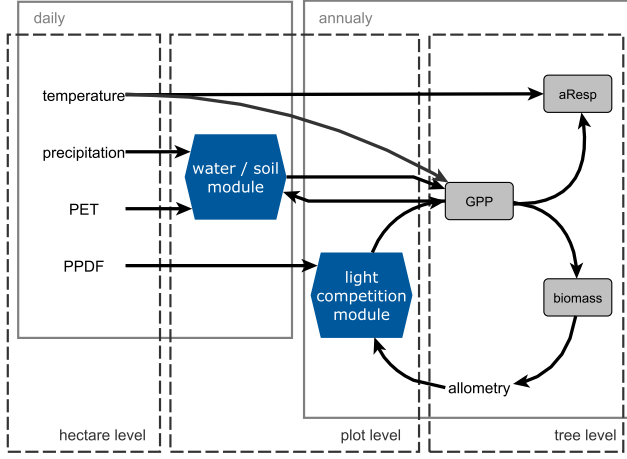 daily
annualy
temperature
aResp
precipitation
water / soil
module
PET
GPP
PPDF
light
competition
module
biomass
allometry
hectare level
plot level
tree level